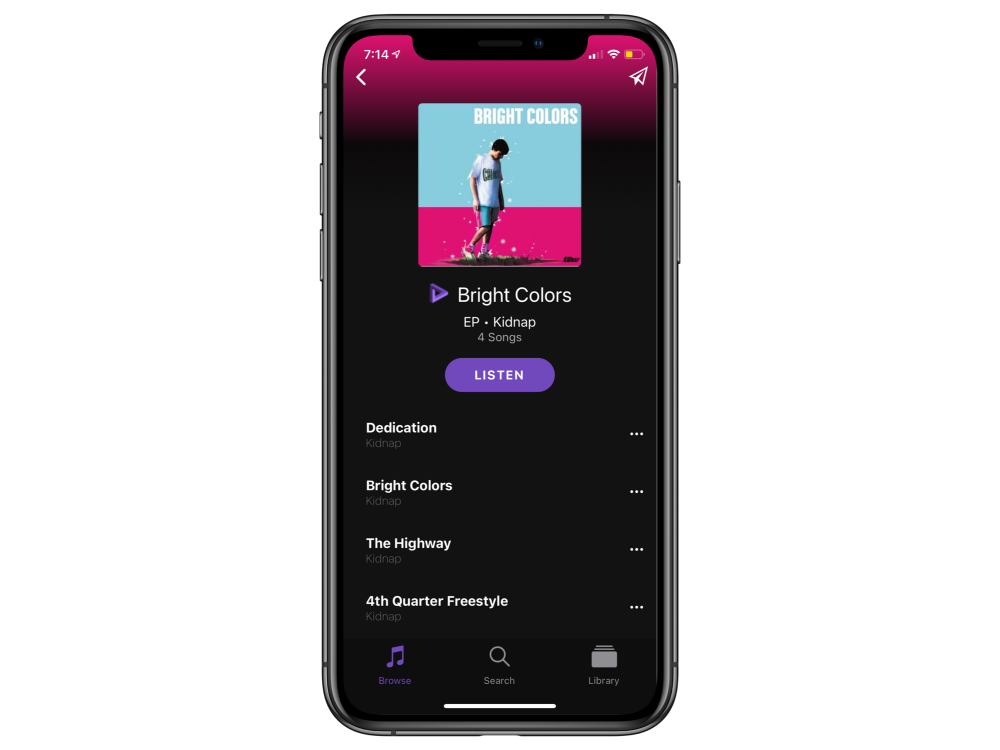 7:14
BRIGHT COLORS
Bright Colors
EP • Kidnap
4 Songs
LISTEN
Dedication
Kidnap
Bright Colors
Kidnap
The Highway
Kidnap
4th Quarter Freestyle
Kidnap
Browse
Search
Library